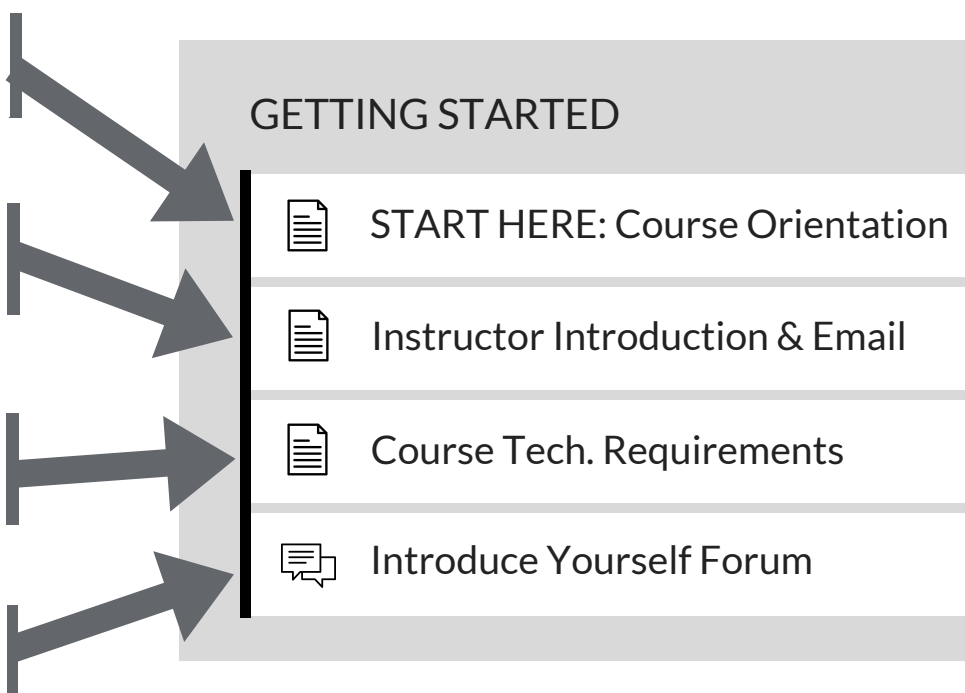 GETTING STARTED
START HERE: Course Orientation
Instructor Introduction & Email
Course Tech. Requirements
Introduce Yourself Forum